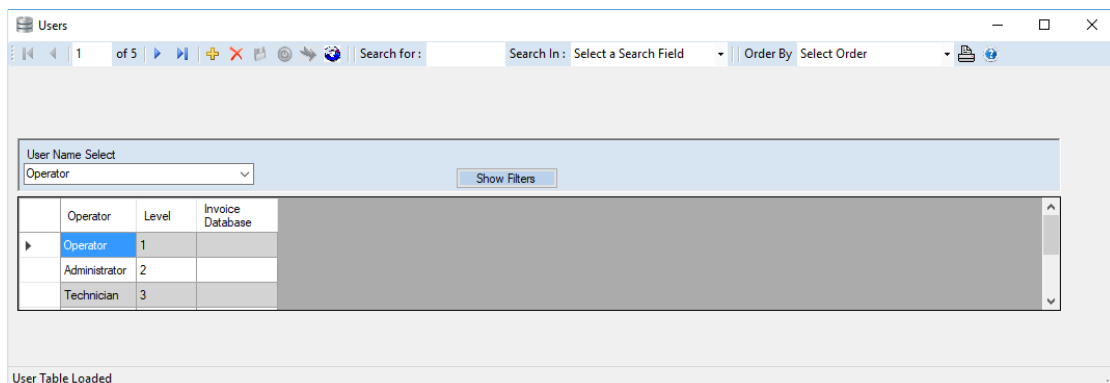 Users
1 of 5 Search for : Search In : Select a Search Field Order By Select Order
User Name Select
Operator
Show Filters
Operator Level Invoice Database
Operator 1
Administrator 2
Technician 3
User Table Loaded